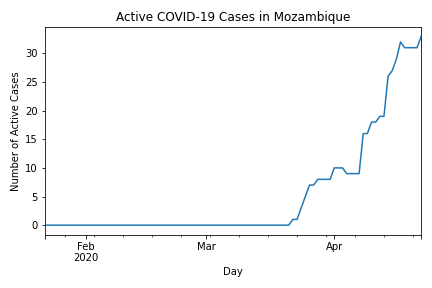 Active COVID-19 Cases in Mozambique
Number of Active Cases
30
25
20
15
10
5
0
Feb
2020
Mar
Apr
Day